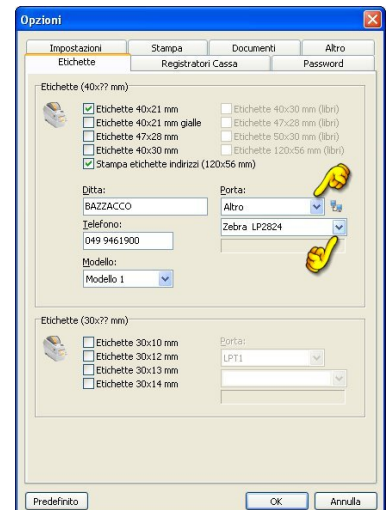 Opzioni
Impostazioni Stampa Documenti Altro
Etichette Registratori Cassa Password
Etichette (40x?? mm)
Etichette 40x21 mm Etichette 40x30 mm (libri)
Etichette 40x21 mm gialle Etichette 47x28 mm (libri)
Etichette 47x28 mm Etichette 50x30 mm (libri)
Etichette 40x30 mm Etichette 120x56 mm (libri)
Stampa etichette indirizzi (120x56 mm)
Ditta: Porta:
BAZZACCO Altro
Telefono: Zebra LP2824
049 9461900
Modello:
Modello 1
Etichette (30x?? mm)
Etichette 30x10 mm Porta:
Etichette 30x12 mm LPT1
Etichette 30x13 mm
Etichette 30x14 mm
Predefinito OK Annulla